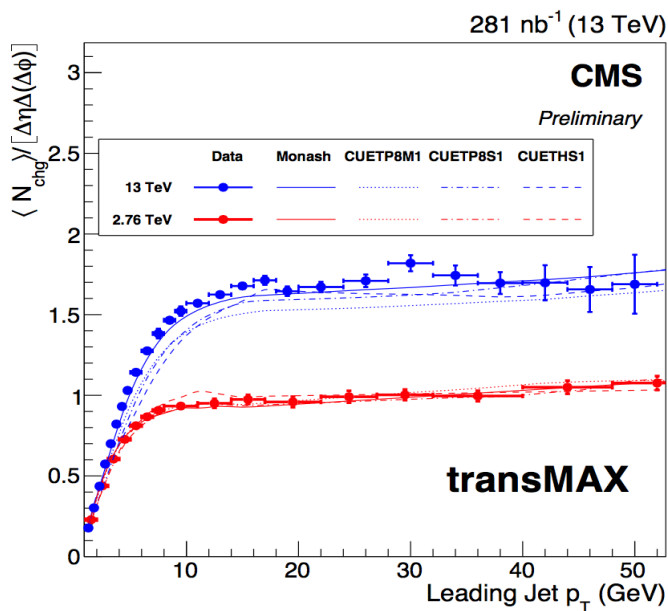 281 nb⁻¹ (13 TeV)
⟨ N_chg ⟩/[ΔηΔ(Δφ)]
3
2.5
2
1.5
1
0.5
0
CMS
Preliminary
Data Monash CUETP8M1 CUETP8S1 CUETHS1
13 TeV
2.76 TeV
transMAX
10 20 30 40 50
Leading Jet p_T (GeV)